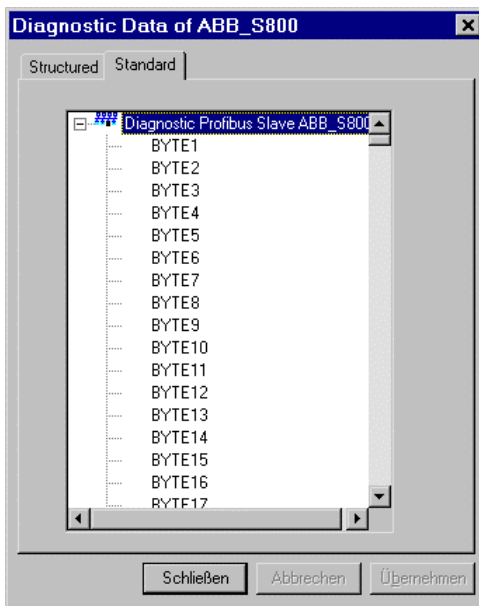 Diagnostic Data of ABB_S800
Structured Standard
Diagnostic Profibus Slave ABB_S800
BYTE1
BYTE2
BYTE3
BYTE4
BYTE5
BYTE6
BYTE7
BYTE8
BYTE9
BYTE10
BYTE11
BYTE12
BYTE13
BYTE14
BYTE15
BYTE16
BYTE17
Schließen Abbrechen Übernehmen